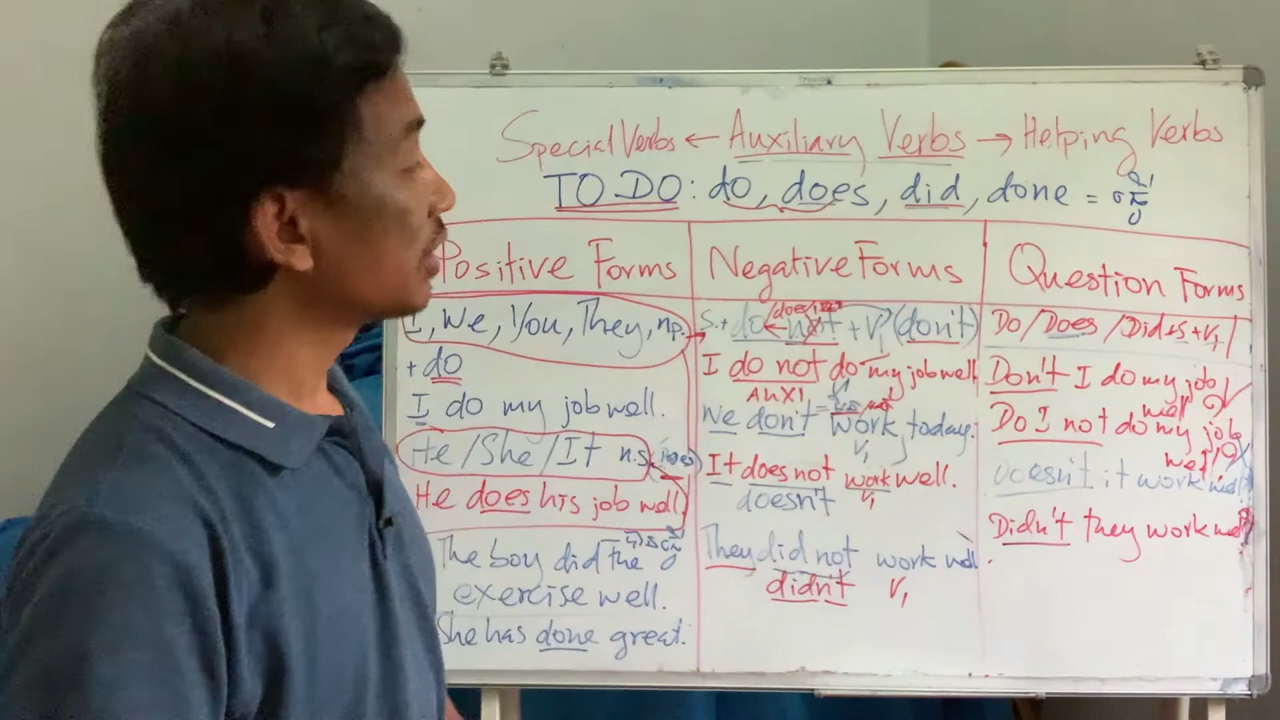 Special Verbs ← Auxiliary Verbs → Helping Verbs
TO DO: do, does, did, done =
Positive Forms
I, We, You, They, n.p.
+ do
I do my job well.
He/She/It n.s
He does his job well
The boy did the
exercise well.
She has done great.
Negative Forms
S.+ do not + V1 (don't)
I do not do my job well
AUXI
We don't work today.
V1
It does not work well.
doesn't V1
They did not work well.
didn't V1
Question Forms
Do/Does/Did+s+V1
Don't I do my job
well
Do I not do my job
well
Doesn't it work well
Didn't they work well